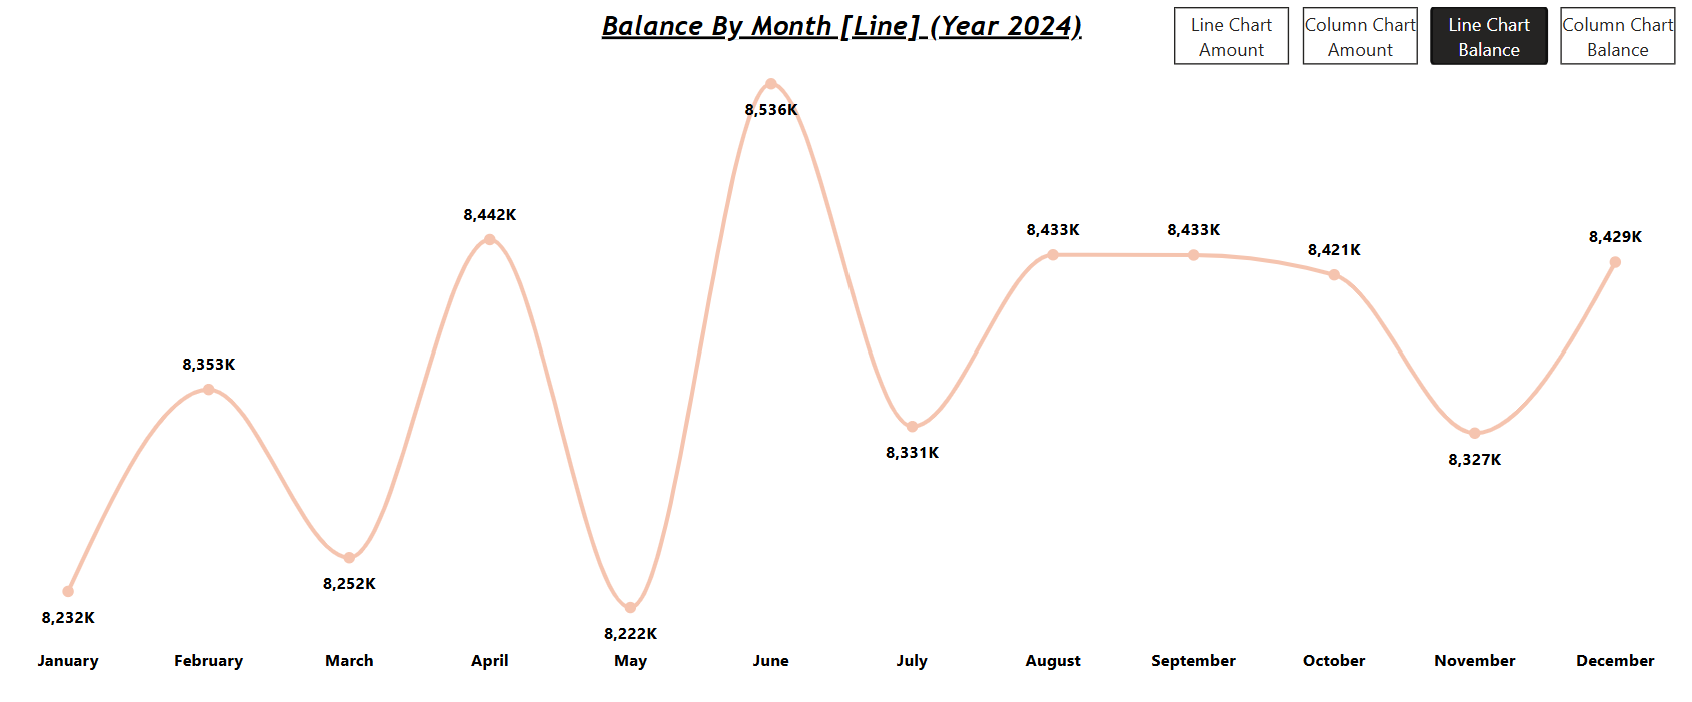 Balance By Month [Line] (Year 2024)
Line Chart
Amount
Column Chart
Amount
Line Chart
Balance
Column Chart
Balance
8,232K
8,353K
8,252K
8,442K
8,222K
8,536K
8,331K
8,433K
8,433K
8,421K
8,327K
8,429K
January
February
March
April
May
June
July
August
September
October
November
December